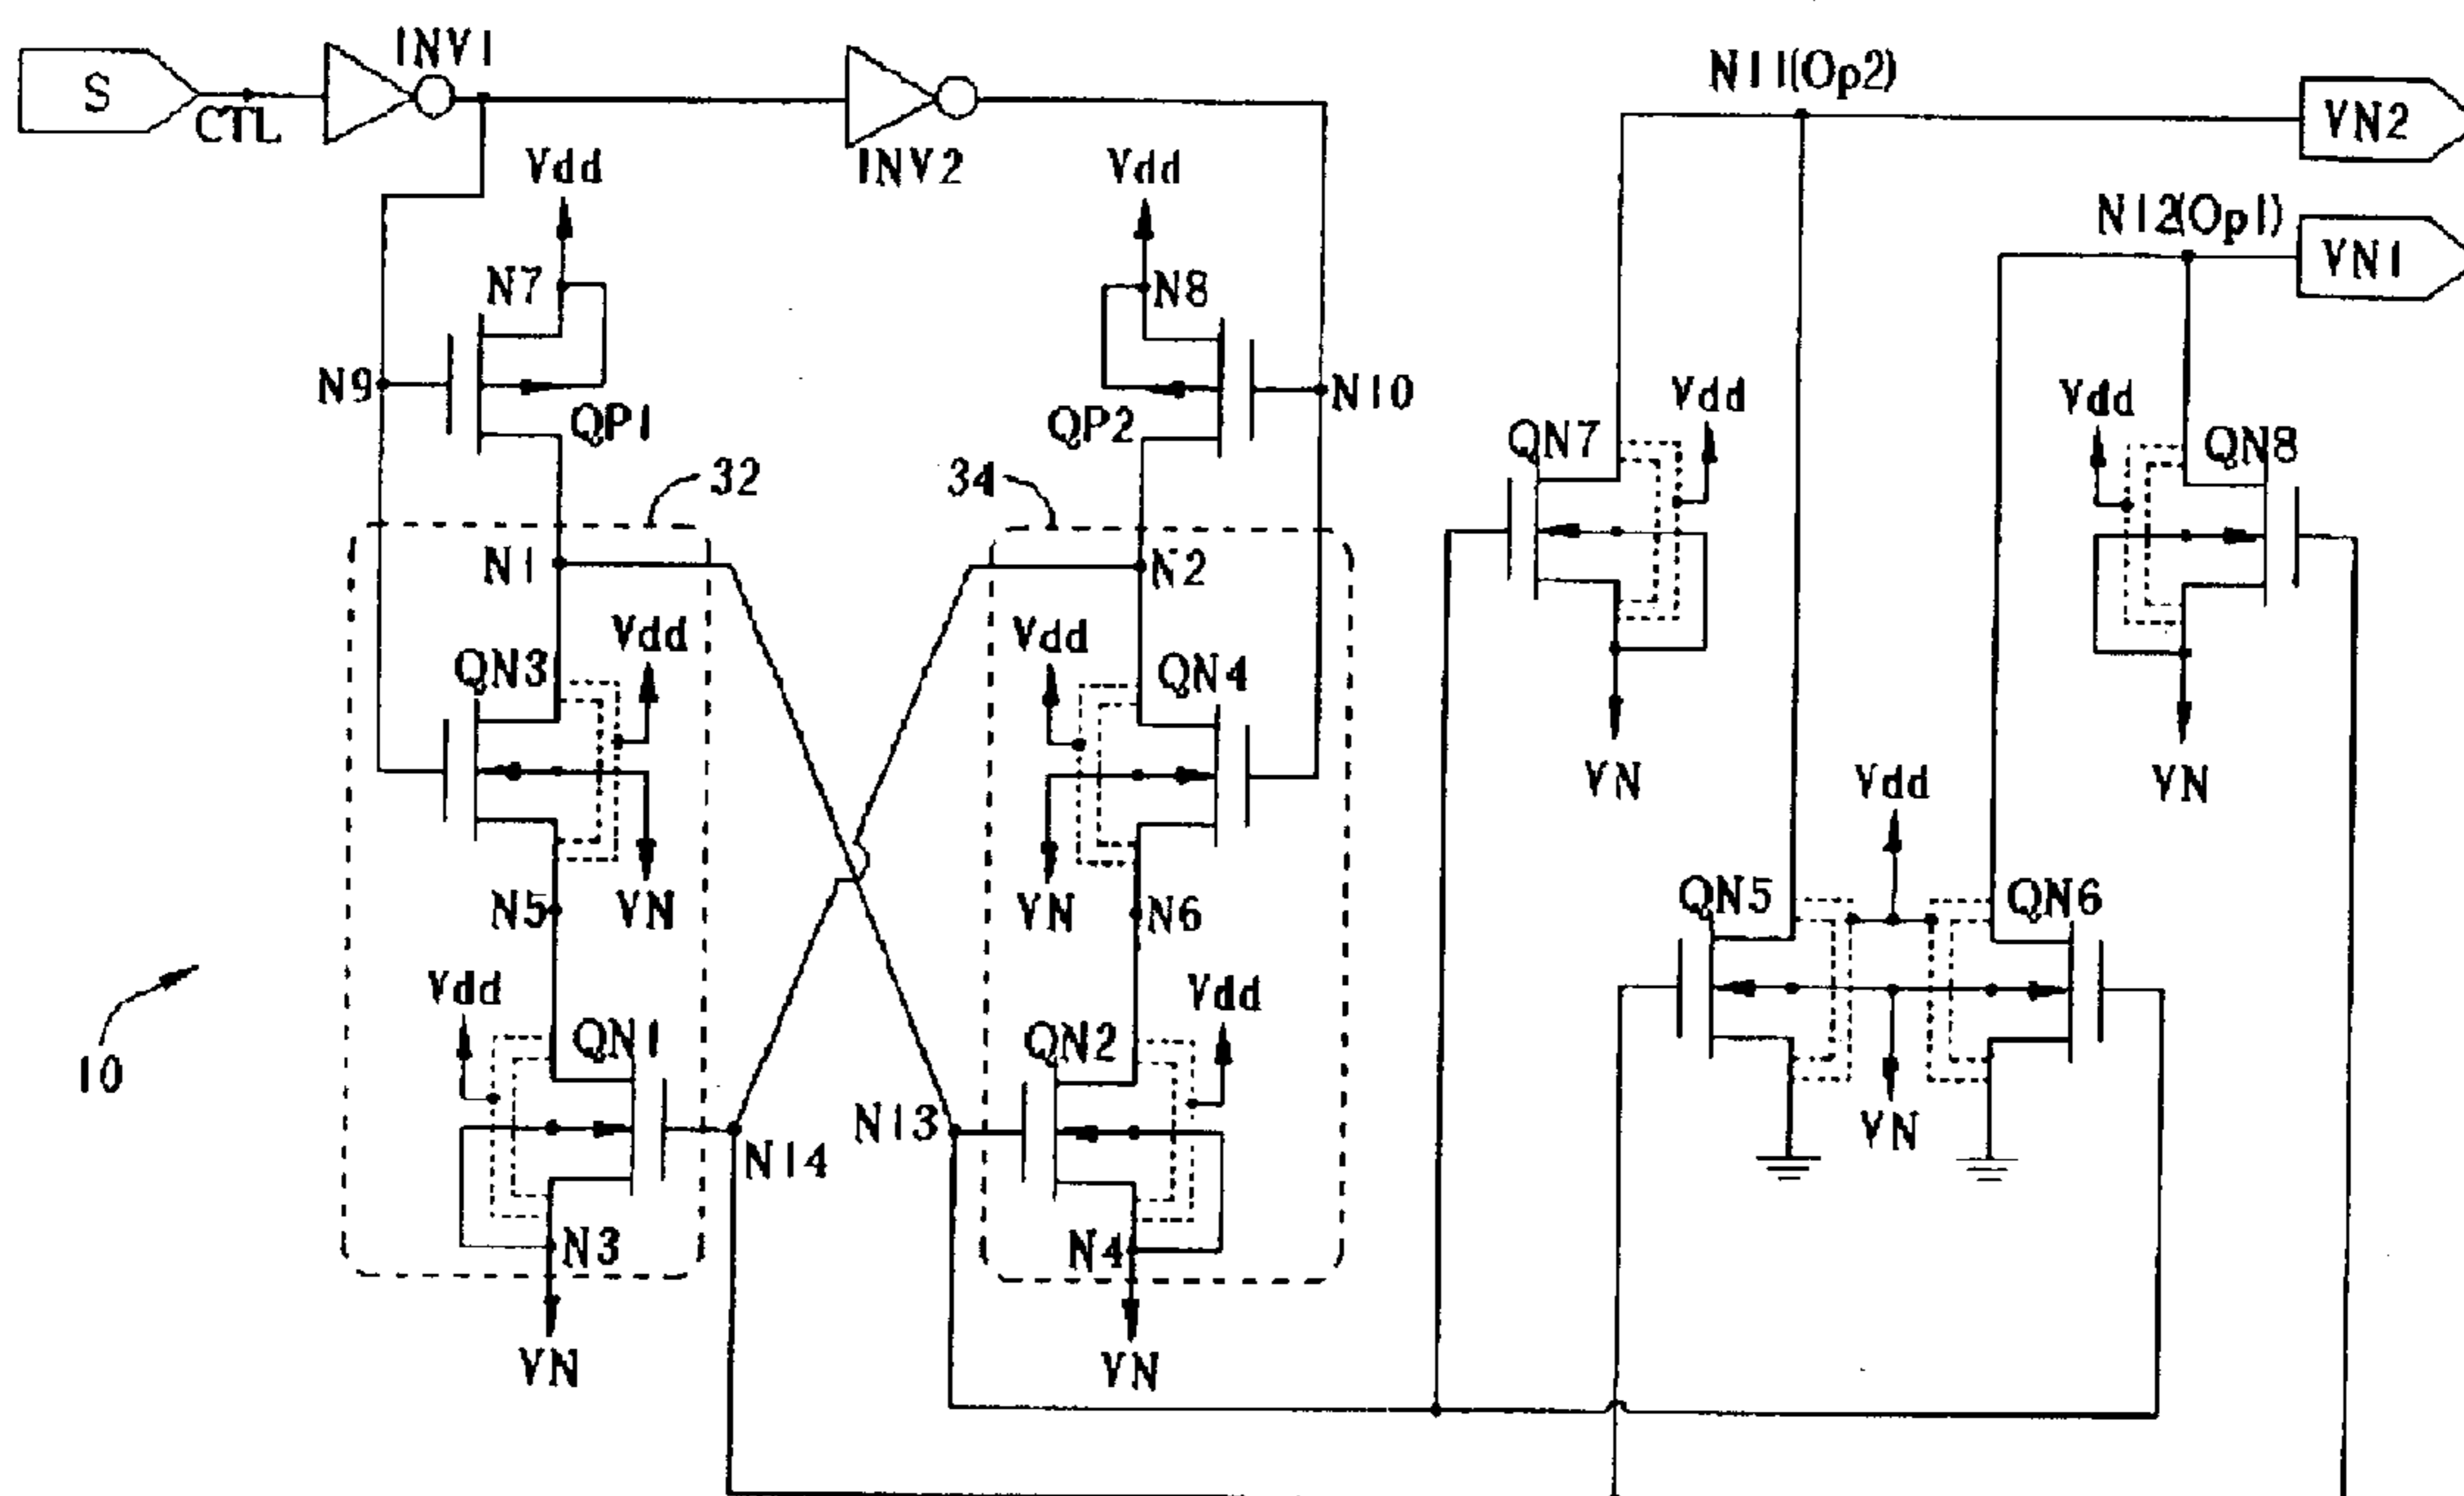 INV1
N11(Op2)
S
CTL
VN2
INV2
Vdd
Vdd
N12(Op1)
VN1
N7
N8
N9
QP1
QP2
N10
Vdd
Vdd
QN7
QN8
32
34
N1
N2
Vdd
Vdd
QN3
QN4
VN
VN
Vdd
N5
VN
VN
N6
QN5
QN6
Vdd
Vdd
10
QN1
QN2
N13
VN
N14
N3
N4
VN
VN